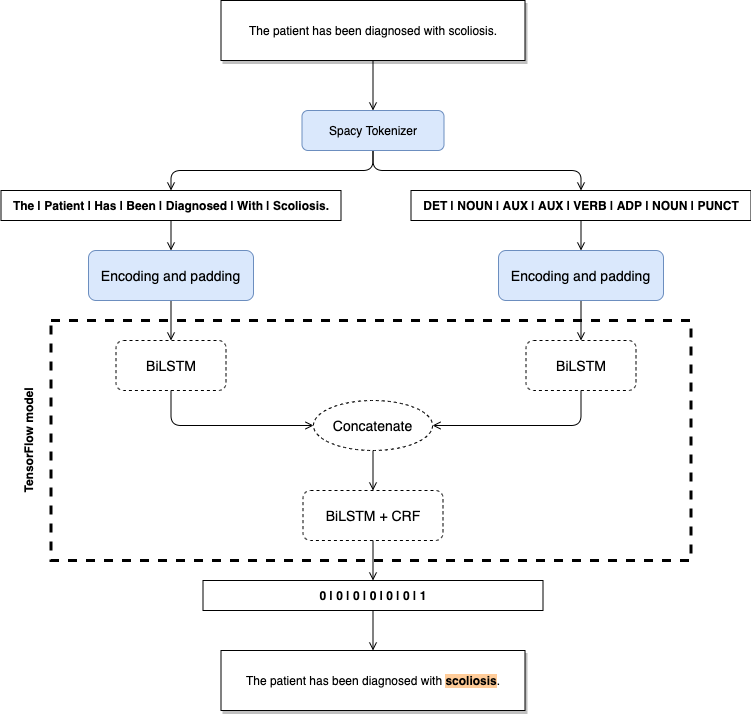 The patient has been diagnosed with scoliosis.
Spacy Tokenizer
The | Patient | Has | Been | Diagnosed | With | Scoliosis.
DET | NOUN | AUX | AUX | VERB | ADP | NOUN | PUNCT
Encoding and padding
Encoding and padding
BiLSTM
BiLSTM
TensorFlow model
Concatenate
BiLSTM + CRF
0 | 0 | 0 | 0 | 0 | 0 | 1
The patient has been diagnosed with scoliosis.